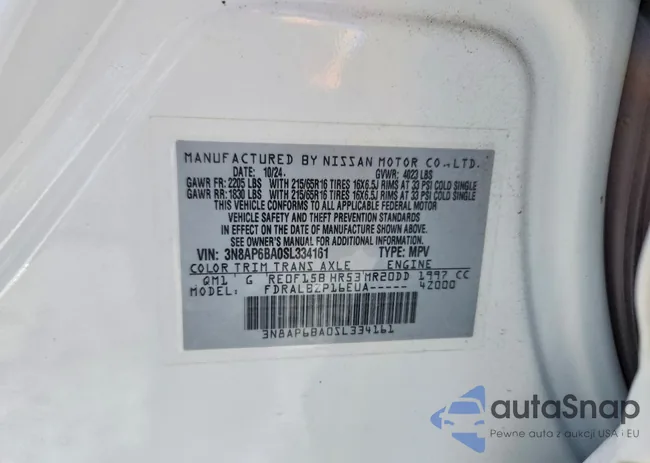 MANUFACTURED BY NISSAN MOTOR CO.,LTD.
DATE: 10/24. GVWR: 4023 LBS
GAWR FR: 2205 LBS WITH 215/65R16 TIRES 16X6.5J RIMS AT 33 PSI COLD SINGLE
GAWR RR: 1830 LBS WITH 215/65R16 TIRES 16X6.5J RIMS AT 33 PSI COLD SINGLE
THIS VEHICLE CONFORMS TO ALL APPLICABLE FEDERAL MOTOR
VEHICLE SAFETY AND THEFT PREVENTION STANDARDS
IN EFFECT ON THE DATE OF MANUFACTURE SHOWN ABOVE.
SEE OWNER'S MANUAL FOR ADDITIONAL INFORMATION.
VIN: 3N8AP6BA0SL334161 TYPE: MPV
COLOR TRIM TRANS AXLE ENGINE
QM1 G RE0F15B HR53 MR20DD 1997 CC
MODEL: FDRALBZP16EUA----- 4Z000
3N8AP6BA0SL334161
autaSnap
Pewne auta z aukcji USA i EU